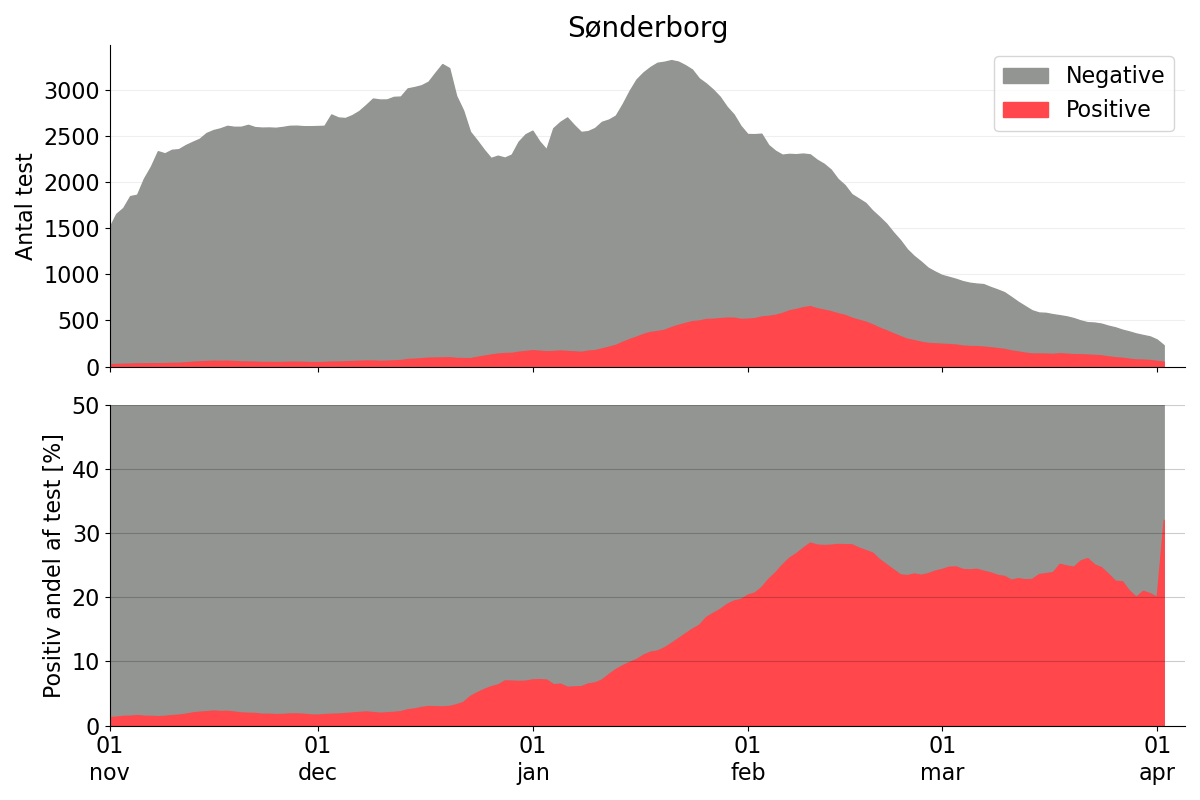 Sønderborg
Antal test
3000
2500
2000
1500
1000
500
0
Negative
Positive
Positiv andel af test [%]
50
40
30
20
10
0
01 01 01 01 01 01
nov dec jan feb mar apr